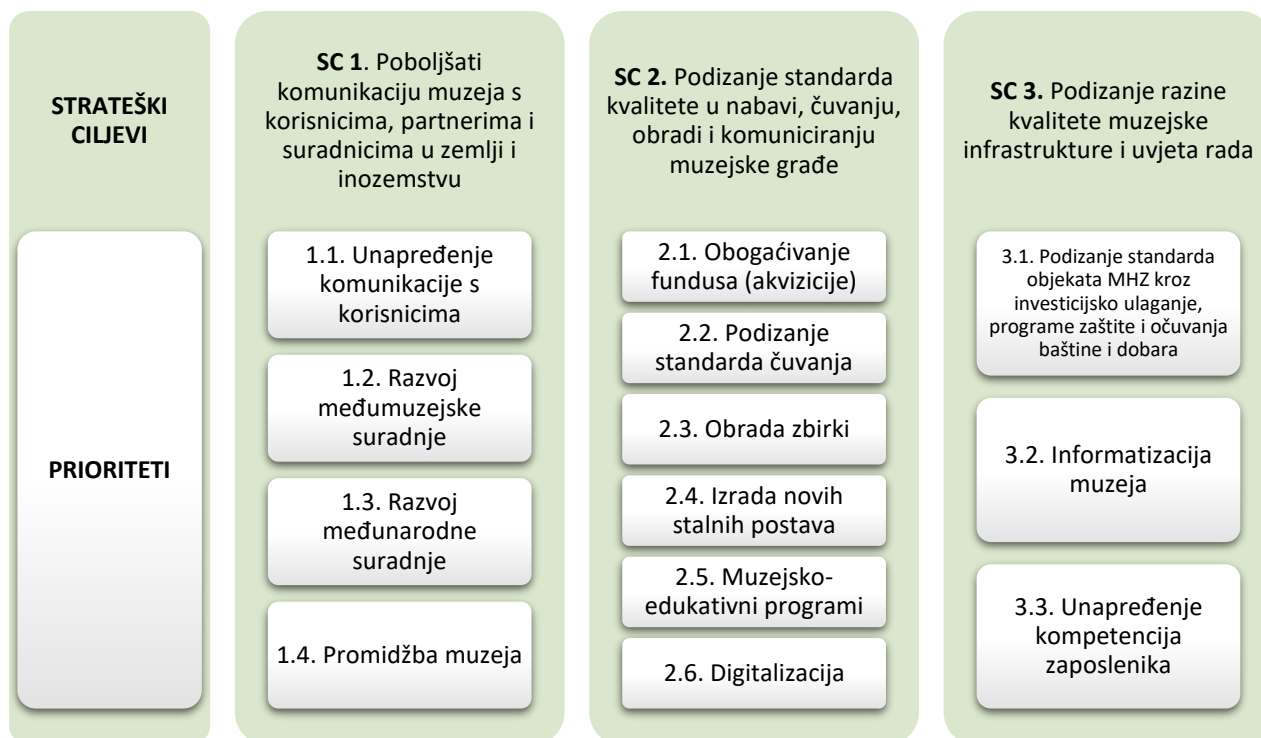 STRATEŠKI
CILJEVI
SC 1. Poboljšati
komunikaciju muzeja s
korisnicima, partnerima i
suradnicima u zemlji i
inozemstvu
SC 2. Podizanje standarda
kvalitete u nabavi, čuvanju,
obradi i komuniciranju
muzejske građe
SC 3. Podizanje razine
kvalitete muzejske
infrastrukture i uvjeta rada
PRIORITETI
1.1. Unapređenje
komunikacije s
korisnicima
1.2. Razvoj
međumuzejske
suradnje
1.3. Razvoj
međunarodne
suradnje
1.4. Promidžba muzeja
2.1. Obogaćivanje
fundusa (akvizicije)
2.2. Podizanje
standarda čuvanja
2.3. Obrada zbirki
2.4. Izrada novih
stalnih postava
2.5. Muzejsko-
edukativni programi
2.6. Digitalizacija
3.1. Podizanje standarda
objekata MHZ kroz
investicijsko ulaganje,
programe zaštite i očuvanja
baštine i dobara
3.2. Informatizacija
muzeja
3.3. Unapređenje
kompetencija
zaposlenika